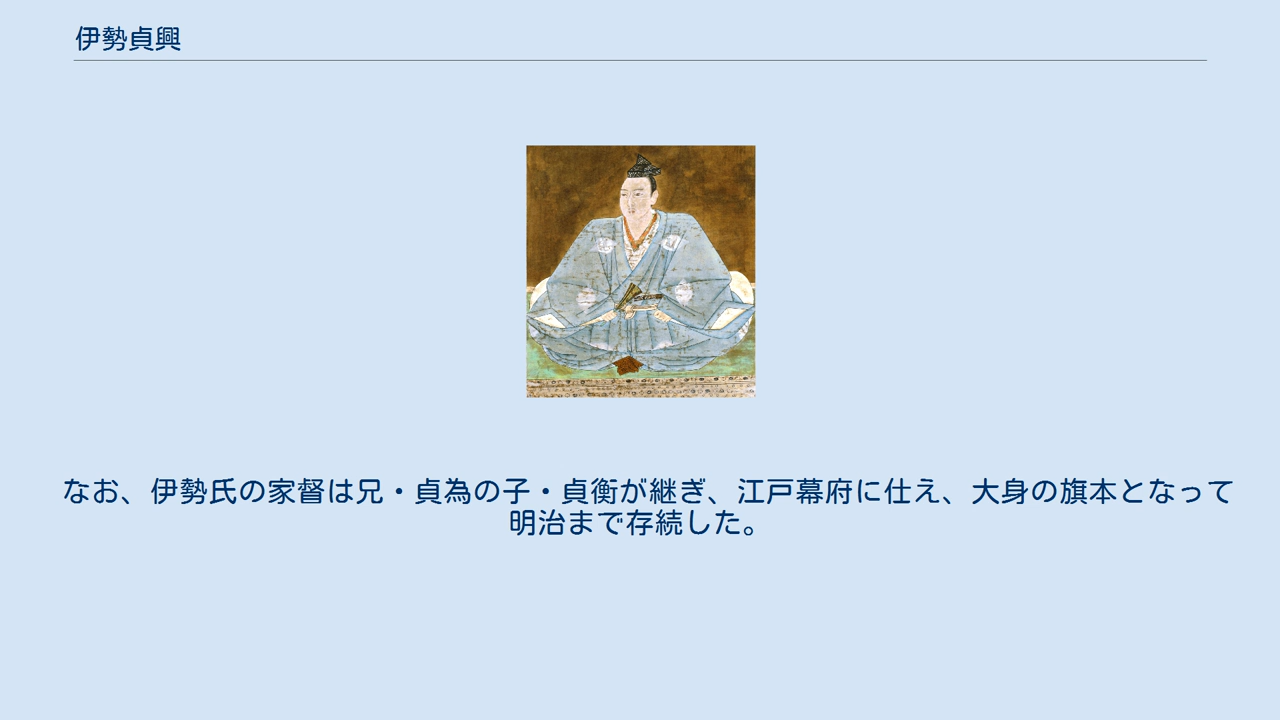 伊勢貞興
なお、伊勢氏の家督は兄・貞為の子・貞衡が継ぎ、江戸幕府に仕え、大身の旗本となって
明治まで存続した。